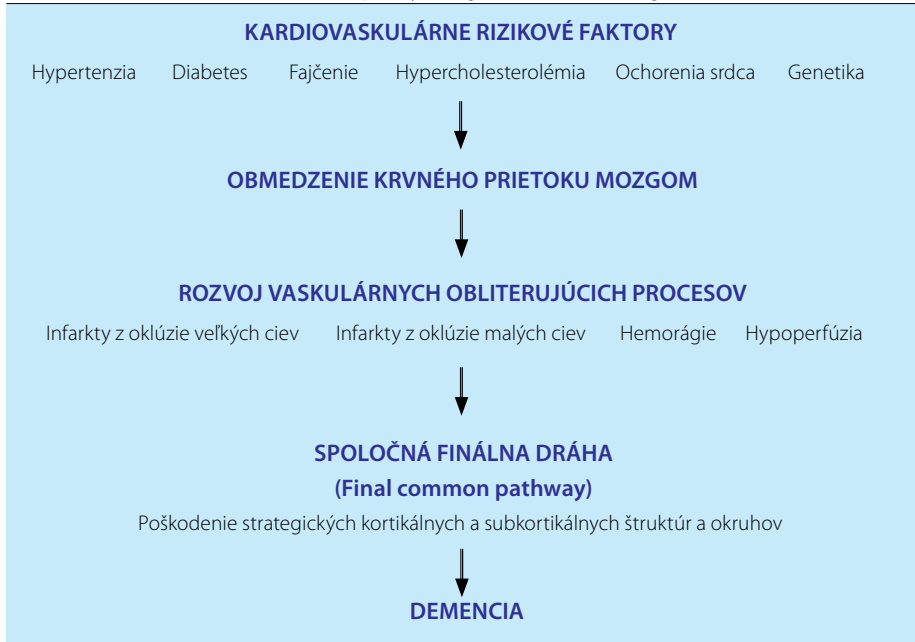 KARDIOVASKULÁRNE RIZIKOVÉ FAKTORY
Hypertenzia Diabetes Fajčenie Hypercholesterolémia Ochorenia srdca Genetika
OBMEDZENIE KRVNÉHO PRIETOKU MOZGOM
ROZVOJ VASKULÁRNYCH OBLITERUJÚCICH PROCESOV
Infarkty z oklúzie veľkých ciev Infarkty z oklúzie malých ciev Hemorágie Hypoperfúzia
SPOLOČNÁ FINÁLNA DRÁHA
(Final common pathway)
Poškodenie strategických kortikálnych a subkortikálnych štruktúr a okruhov
DEMENCIA